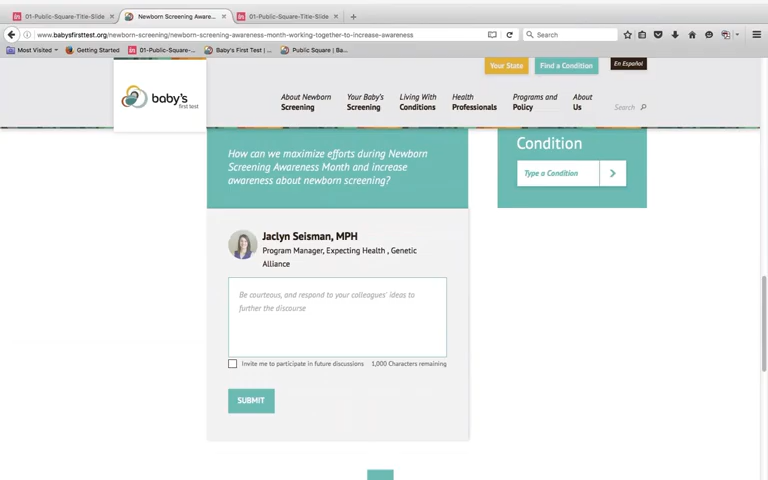 01-Public-Square-Title-Slide
Newborn Screening Aware...
01-Public-Square-Title-Slide
www.babysfirsttest.org/newborn-screening/newborn-screening-awareness-month-working-together-to-increase-awareness
Search
Most Visited
Getting Started
01-Public-Square-...
Baby's First Test | ...
Public Square | Ba...
Your State
Find a Condition
En Español
baby's
first test
About Newborn
Screening
Your Baby's
Screening
Living With
Conditions
Health
Professionals
Programs and
Policy
About
Us
Search
How can we maximize efforts during Newborn
Screening Awareness Month and increase
awareness about newborn screening?
Condition
Type a Condition
Jaclyn Seisman, MPH
Program Manager, Expecting Health , Genetic
Alliance
Be courteous, and respond to your colleagues' ideas to
further the discourse
Invite me to participate in future discussions
1,000 Characters remaining
SUBMIT